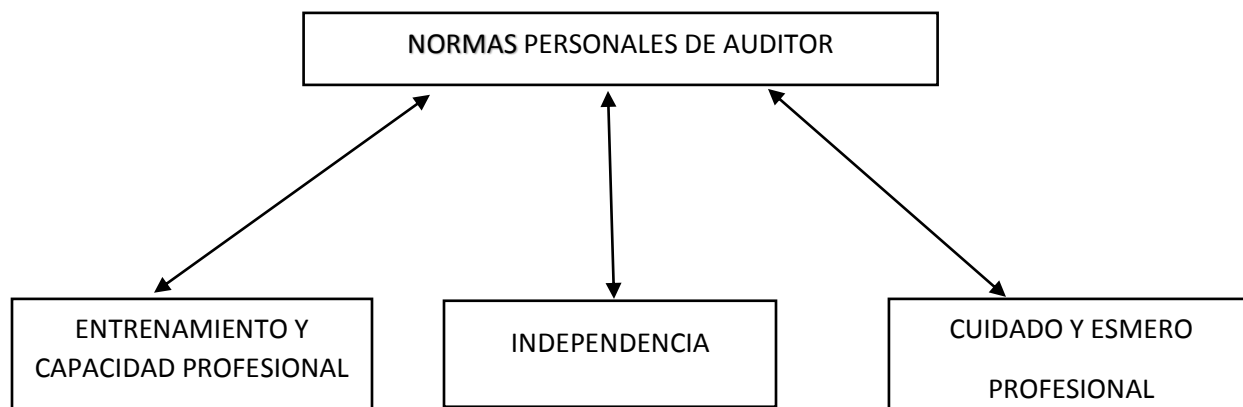 NORMAS PERSONALES DE AUDITOR
ENTRENAMIENTO Y
CAPACIDAD PROFESIONAL
INDEPENDENCIA
CUIDADO Y ESMERO
PROFESIONAL